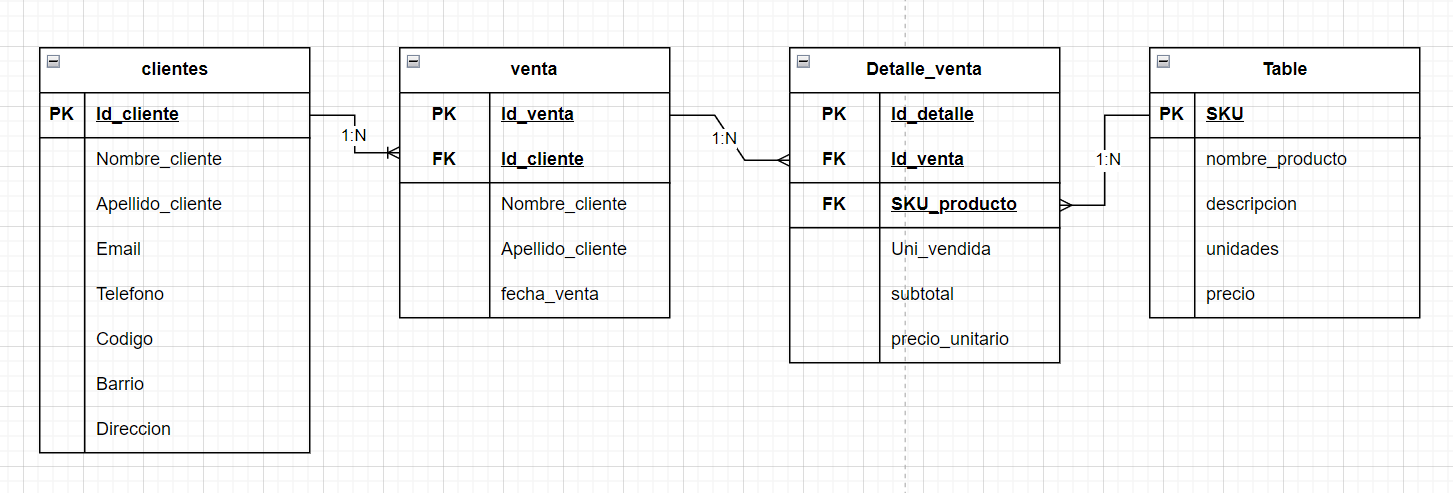 clientes
PK Id_cliente
Nombre_cliente
Apellido_cliente
Email
Telefono
Codigo
Barrio
Direccion
1:N
venta
PK Id_venta
FK Id_cliente
Nombre_cliente
Apellido_cliente
fecha_venta
1:N
Detalle_venta
PK Id_detalle
FK Id_venta
FK SKU_producto
Uni_vendida
subtotal
precio_unitario
1:N
Table
PK SKU
nombre_producto
descripcion
unidades
precio